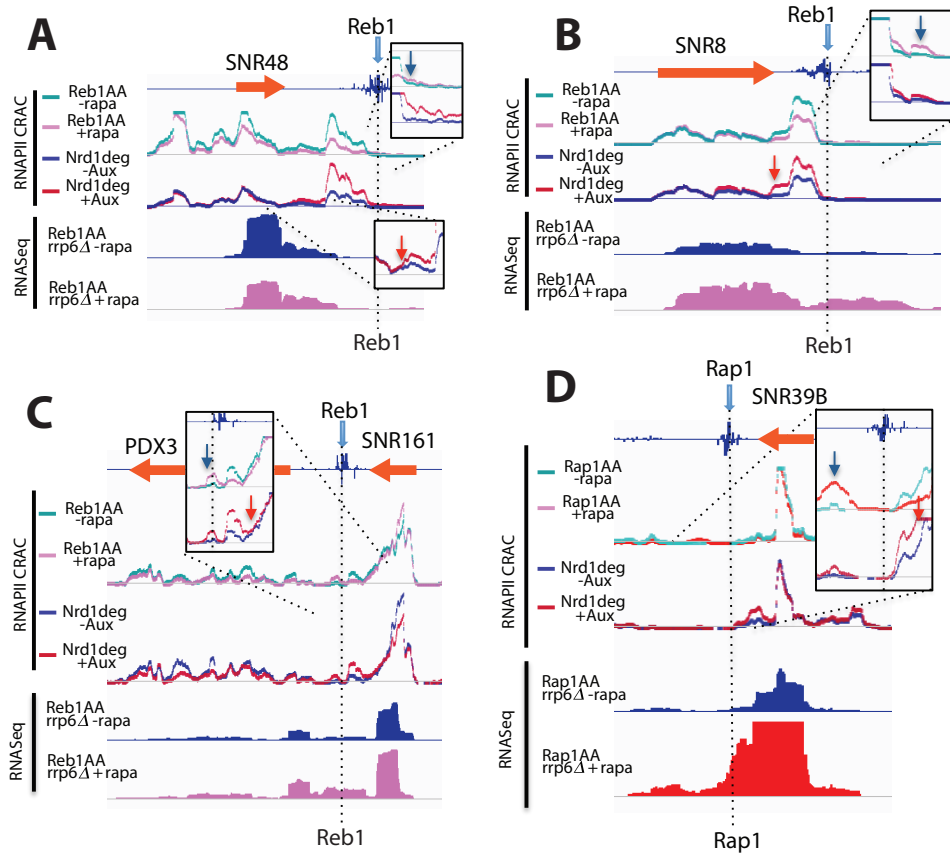 A
Reb1
SNR48
RNAPII CRAC
Reb1AA
-rapa
Reb1AA
+rapa
Nrd1deg
-Aux
Nrd1deg
+Aux
RNASeq
Reb1AA
rrp6Δ-rapa
Reb1AA
rrp6Δ+rapa
Reb1
B
Reb1
SNR8
RNAPII CRAC
Reb1AA
-rapa
Reb1AA
+rapa
Nrd1deg
-Aux
Nrd1deg
+Aux
RNASeq
Reb1AA
rrp6Δ-rapa
Reb1AA
rrp6Δ+rapa
Reb1
C
Reb1
PDX3
SNR161
RNAPII CRAC
Reb1AA
-rapa
Reb1AA
+rapa
Nrd1deg
-Aux
Nrd1deg
+Aux
RNASeq
Reb1AA
rrp6Δ-rapa
Reb1AA
rrp6Δ+rapa
Reb1
D
Rap1
SNR39B
RNAPII CRAC
Rap1AA
-rapa
Rap1AA
+rapa
Nrd1deg
-Aux
Nrd1deg
+Aux
RNASeq
Rap1AA
rrp6Δ-rapa
Rap1AA
rrp6Δ+rapa
Rap1